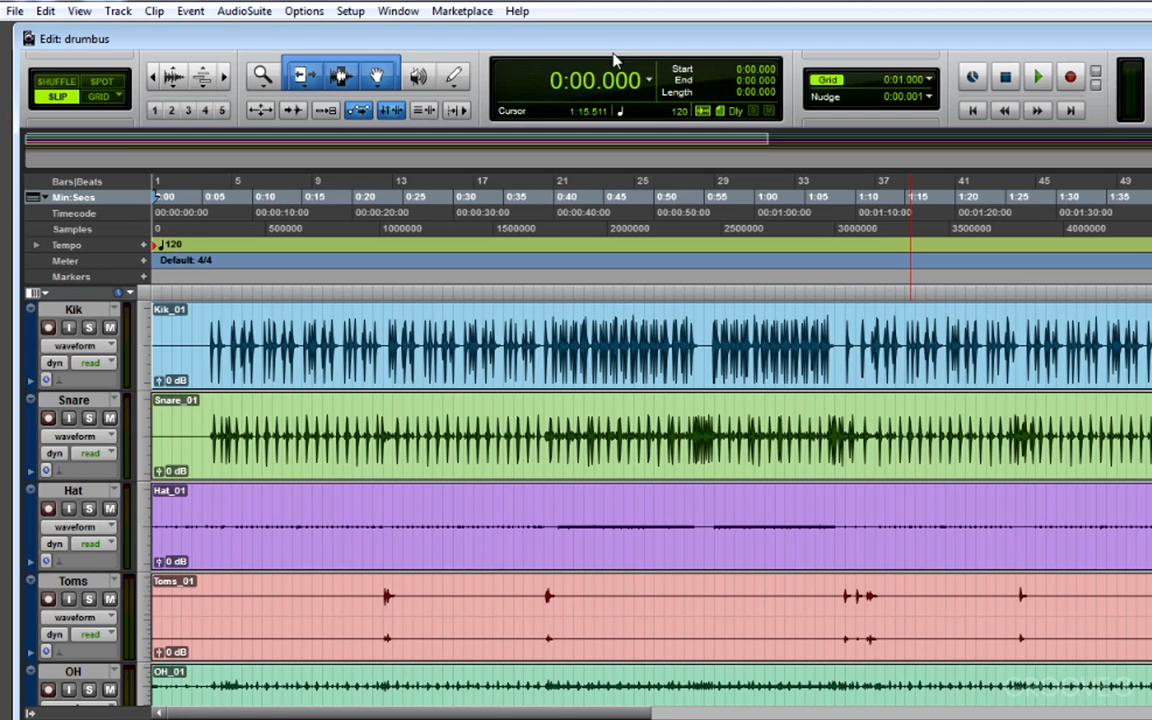 File Edit View Track Clip Event AudioSuite Options Setup Window Marketplace Help
Edit: drumbus
SHUFFLE SPOT
SLIP GRID
0:00.000
Start 0:00.000
End 0:00.000
Length 0:00.000
Cursor 1:15.511 120 Dly
Grid 0:01.000
Nudge 0:00.001
1 2 3 4 5
Bars|Beats 1 5 9 13 17 21 25 29 33 37 41 45 49
Min:Secs 0:00 0:05 0:10 0:15 0:20 0:25 0:30 0:35 0:40 0:45 0:50 0:55 1:00 1:05 1:10 1:15 1:20 1:25 1:30 1:35
Timecode 00:00:00:00 00:00:10:00 00:00:20:00 00:00:30:00 00:00:40:00 00:00:50:00 00:01:00:00 00:01:10:00 00:01:20:00 00:01:30:00
Samples 0 500000 1000000 1500000 2000000 2500000 3000000 3500000 4000000
Tempo + 120
Meter + Default: 4/4
Markers +
Kik Kik_01
I S M
waveform
dyn read
0 dB
Snare Snare_01
I S M
waveform
dyn read
0 dB
Hat Hat_01
I S M
waveform
dyn read
0 dB
Toms Toms_01
I S M
waveform
dyn read
0 dB
OH OH_01
I S M
GROOVE3